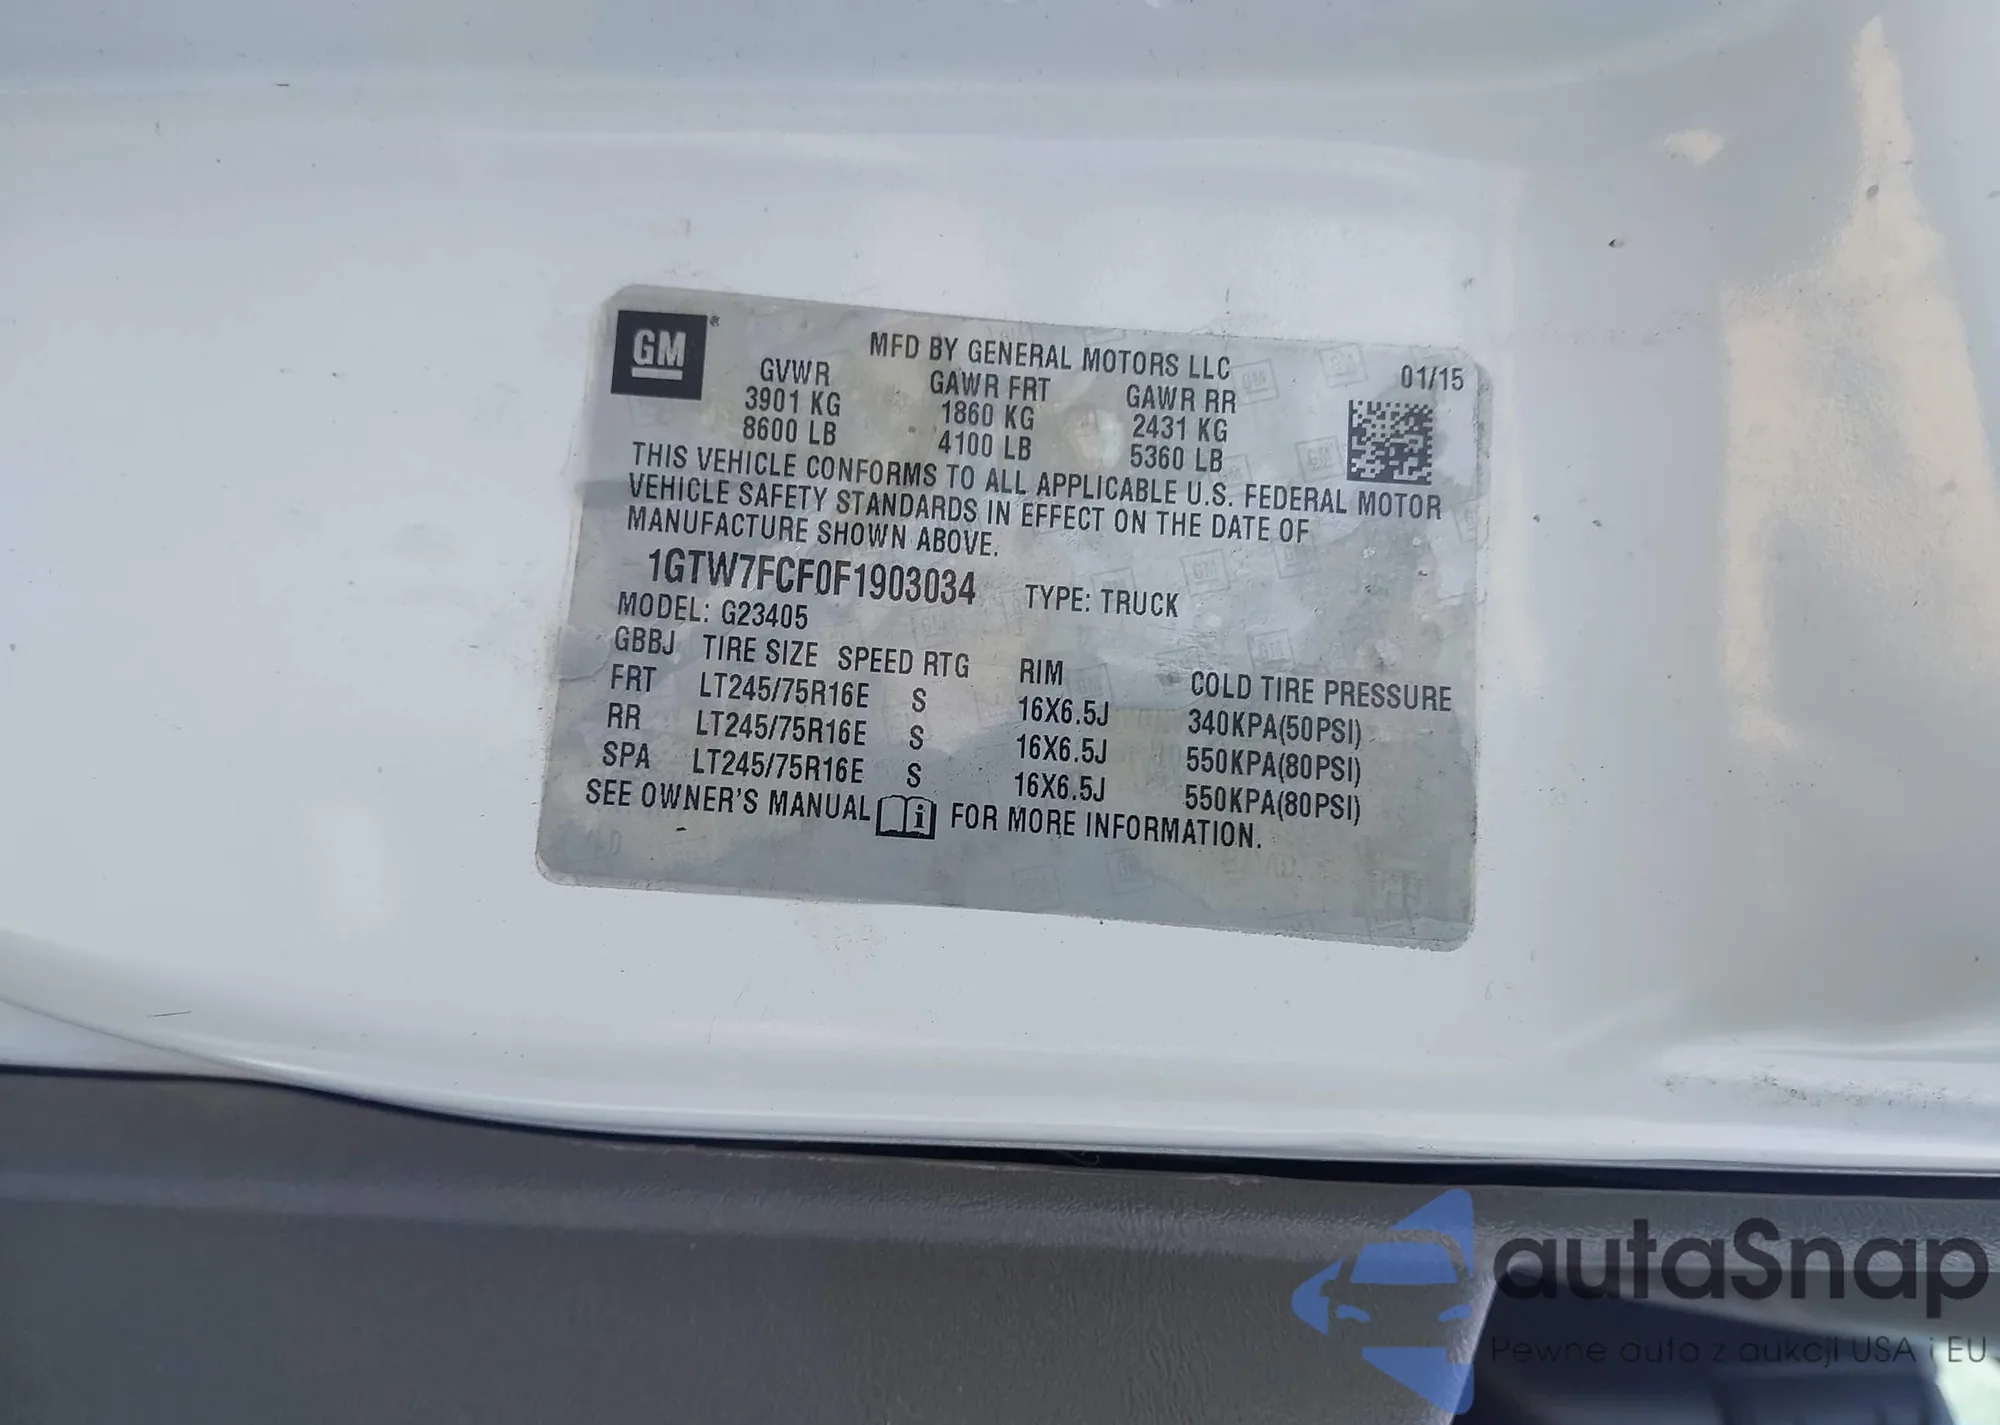 GM®
MFD BY GENERAL MOTORS LLC 01/15
GVWR GAWR FRT GAWR RR
3901 KG 1860 KG 2431 KG
8600 LB 4100 LB 5360 LB
THIS VEHICLE CONFORMS TO ALL APPLICABLE U.S. FEDERAL MOTOR
VEHICLE SAFETY STANDARDS IN EFFECT ON THE DATE OF
MANUFACTURE SHOWN ABOVE.
1GTW7FCF0F1903034 TYPE: TRUCK
MODEL: G23405
GBBJ TIRE SIZE SPEED RTG RIM COLD TIRE PRESSURE
FRT LT245/75R16E S 16X6.5J 340KPA(50PSI)
RR LT245/75R16E S 16X6.5J 550KPA(80PSI)
SPA LT245/75R16E S 16X6.5J 550KPA(80PSI)
SEE OWNER'S MANUAL i FOR MORE INFORMATION.
autaSnap
Pewne auto z aukcji USA i EU